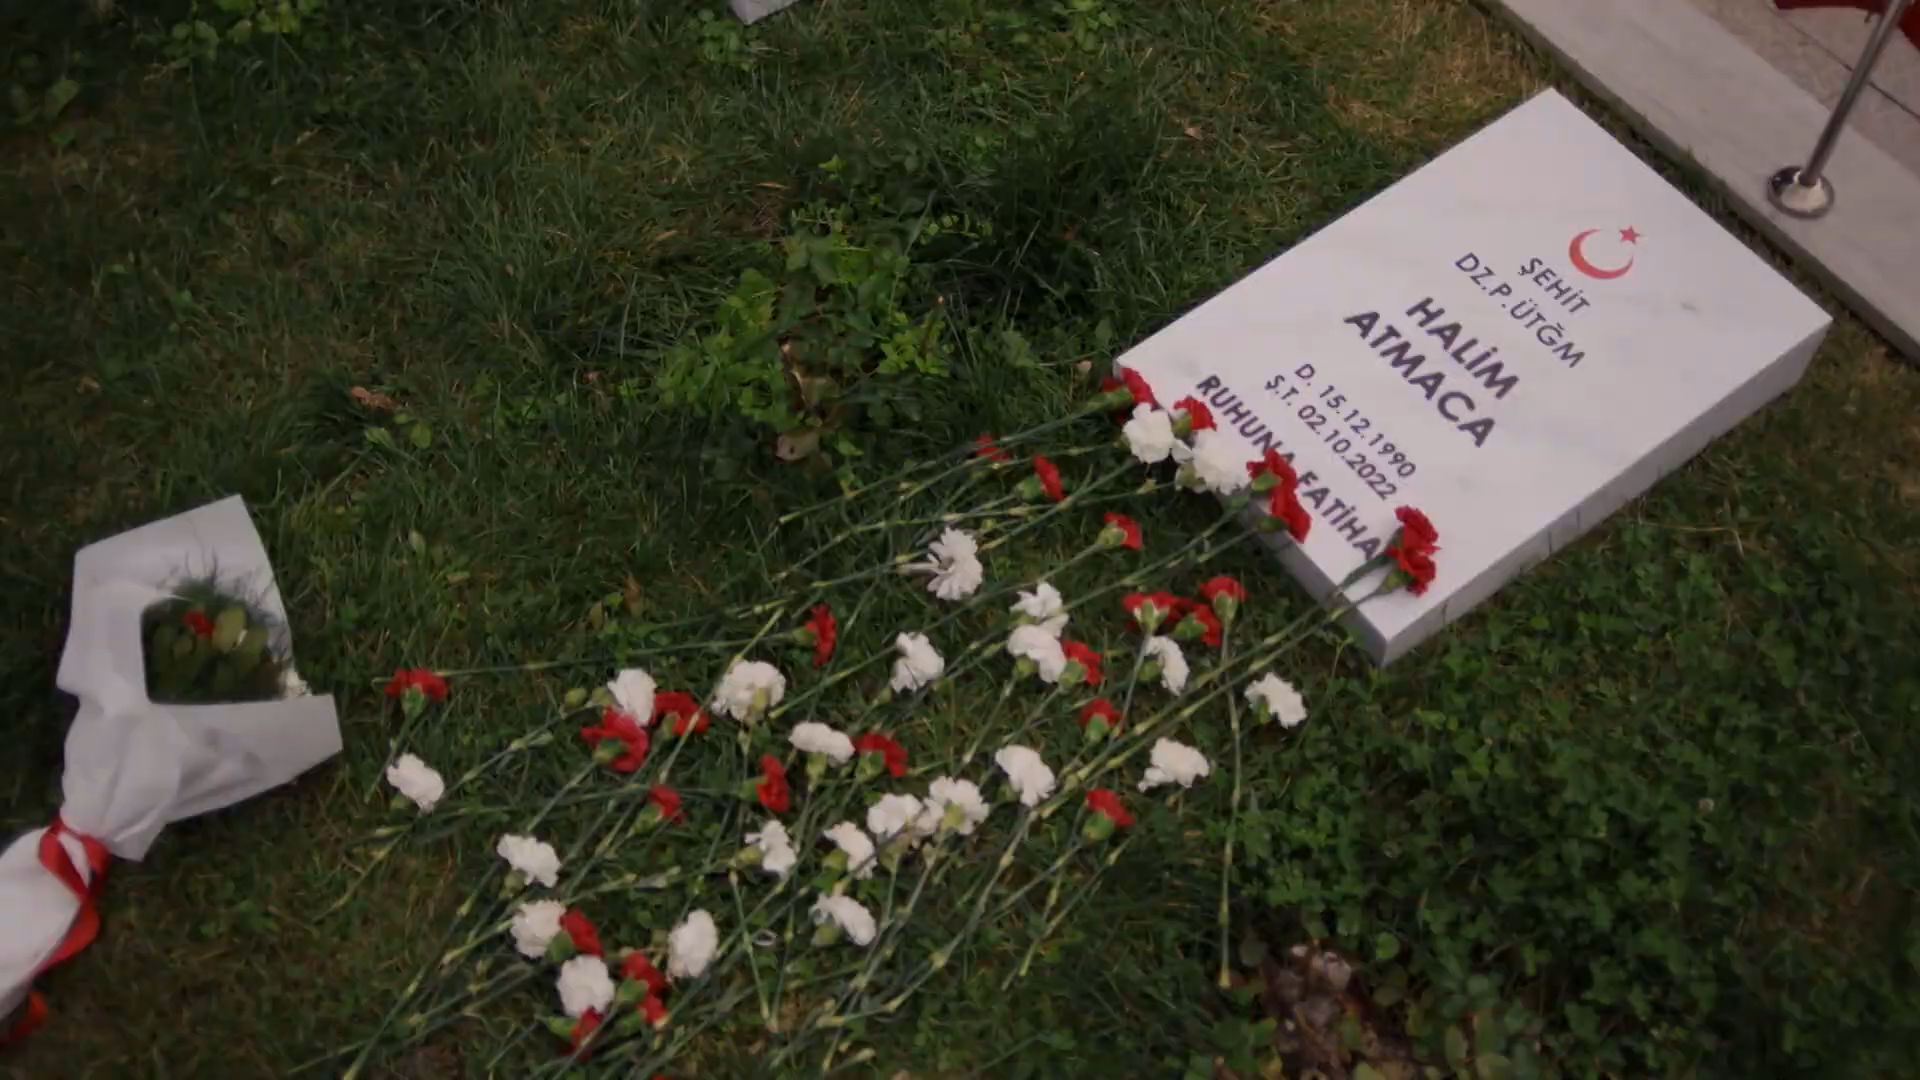 ŞEHİT
DZ.P.ÜTĞM
HALİM
ATMACA
D. 15.12.1990
Ş.T. 02.10.2022
RUHUNA FATİHA